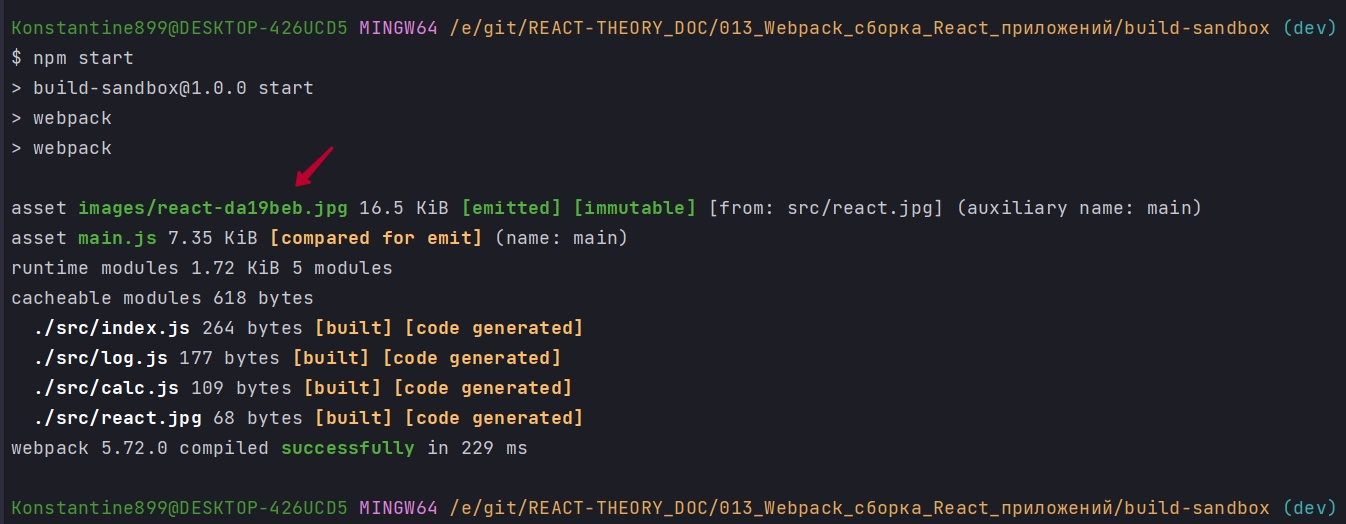 Konstantine899@DESKTOP-426UCD5 MINGW64 /e/git/REACT-THEORY_DOC/013_Webpack_сборка_React_приложений/build-sandbox (dev)
$ npm start
> build-sandbox@1.0.0 start
> webpack
> webpack
asset images/react-da19beb.jpg 16.5 KiB [emitted] [immutable] [from: src/react.jpg] (auxiliary name: main)
asset main.js 7.35 KiB [compared for emit] (name: main)
runtime modules 1.72 KiB 5 modules
cacheable modules 618 bytes
./src/index.js 264 bytes [built] [code generated]
./src/log.js 177 bytes [built] [code generated]
./src/calc.js 109 bytes [built] [code generated]
./src/react.jpg 68 bytes [built] [code generated]
webpack 5.72.0 compiled successfully in 229 ms
Konstantine899@DESKTOP-426UCD5 MINGW64 /e/git/REACT-THEORY_DOC/013_Webpack_сборка_React_приложений/build-sandbox (dev)